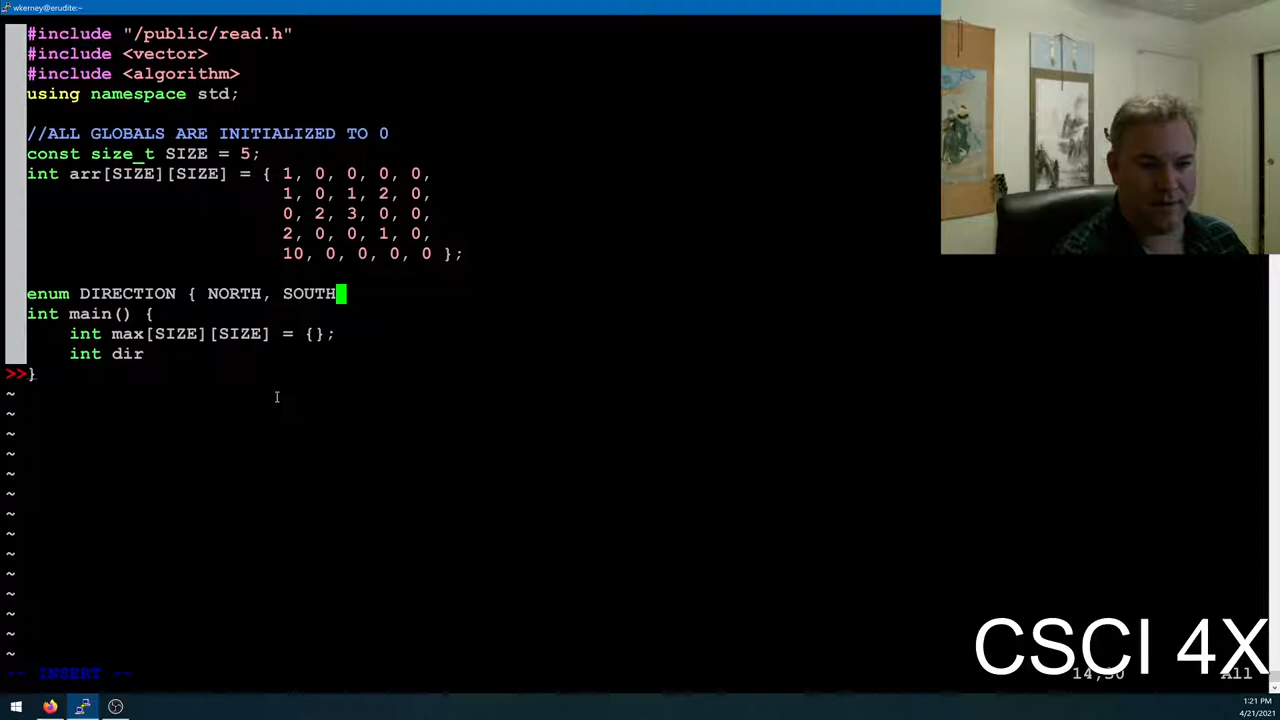 wkerney@erudite:~
#include "/public/read.h"
#include <vector>
#include <algorithm>
using namespace std;
//ALL GLOBALS ARE INITIALIZED TO 0
const size_t SIZE = 5;
int arr[SIZE][SIZE] = { 1, 0, 0, 0, 0,
1, 0, 1, 2, 0,
0, 2, 3, 0, 0,
2, 0, 0, 1, 0,
10, 0, 0, 0, 0 };
enum DIRECTION { NORTH, SOUTH
int main() {
int max[SIZE][SIZE] = {};
int dir
>>}
~
~
~
~
~
~
~
~
~
~
~
~
~
~
-- INSERT --
14,30
All
CSCI 4X
1:21 PM
4/21/2021